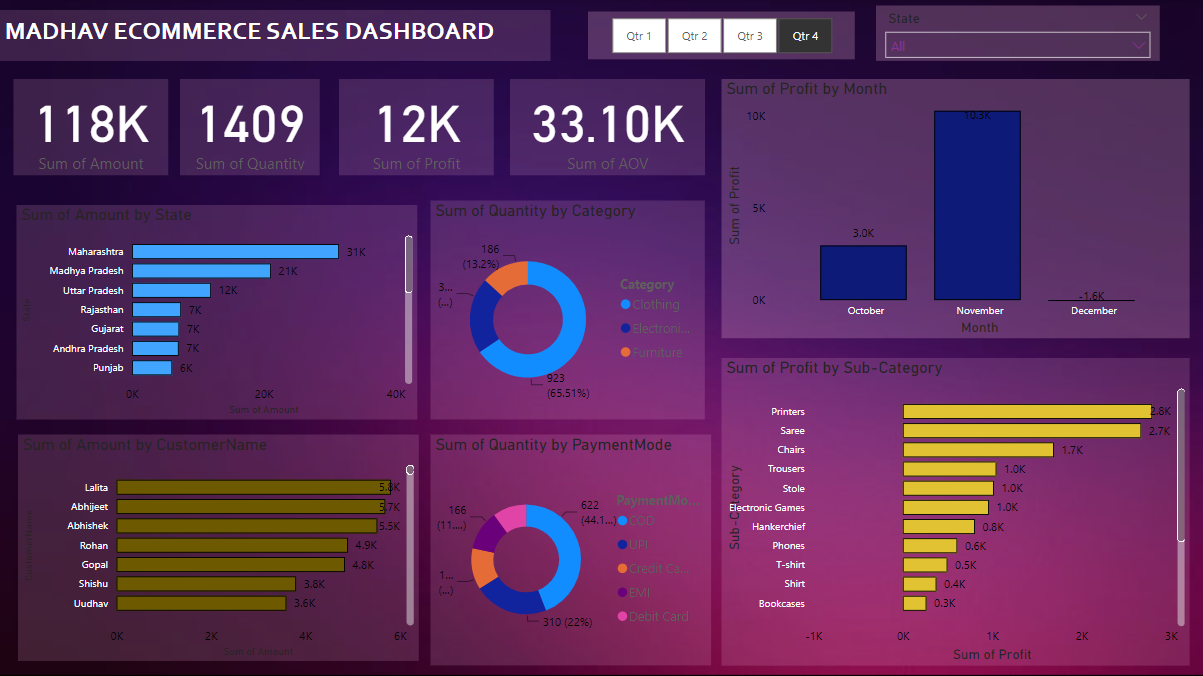 MADHAV ECOMMERCE SALES DASHBOARD
Qtr 1
Qtr 2
Qtr 3
Qtr 4
State
All
118K
Sum of Amount
1409
Sum of Quantity
12K
Sum of Profit
33.10K
Sum of AOV
Sum of Profit by Month
Sum of Profit
10K
5K
0K
3.0K
10.3K
-1.6K
October
November
December
Month
Sum of Amount by State
State
Maharashtra
31K
Madhya Pradesh
21K
Uttar Pradesh
12K
Rajasthan
7K
Gujarat
7K
Andhra Pradesh
7K
Punjab
6K
0K
20K
40K
Sum of Amount
Sum of Quantity by Category
186
(13.2%)
3...
(...)
923
(65.51%)
Category
Clothing
Electroni...
Furniture
Sum of Profit by Sub-Category
Sub-Category
Printers
2.8K
Saree
2.7K
Chairs
1.7K
Trousers
1.0K
Stole
1.0K
Electronic Games
1.0K
Hankerchief
0.8K
Phones
0.6K
T-shirt
0.5K
Shirt
0.4K
Bookcases
0.3K
-1K
0K
1K
2K
3K
Sum of Profit
Sum of Amount by CustomerName
CustomerName
Lalita
5.8K
Abhijeet
5.7K
Abhishek
5.5K
Rohan
4.9K
Gopal
4.8K
Shishu
3.8K
Uudhav
3.6K
0K
2K
4K
6K
Sum of Amount
Sum of Quantity by PaymentMode
166
(11....)
622
(44.1...)
1...
(...)
310 (22%)
PaymentMo...
COD
UPI
Credit Ca...
EMI
Debit Card